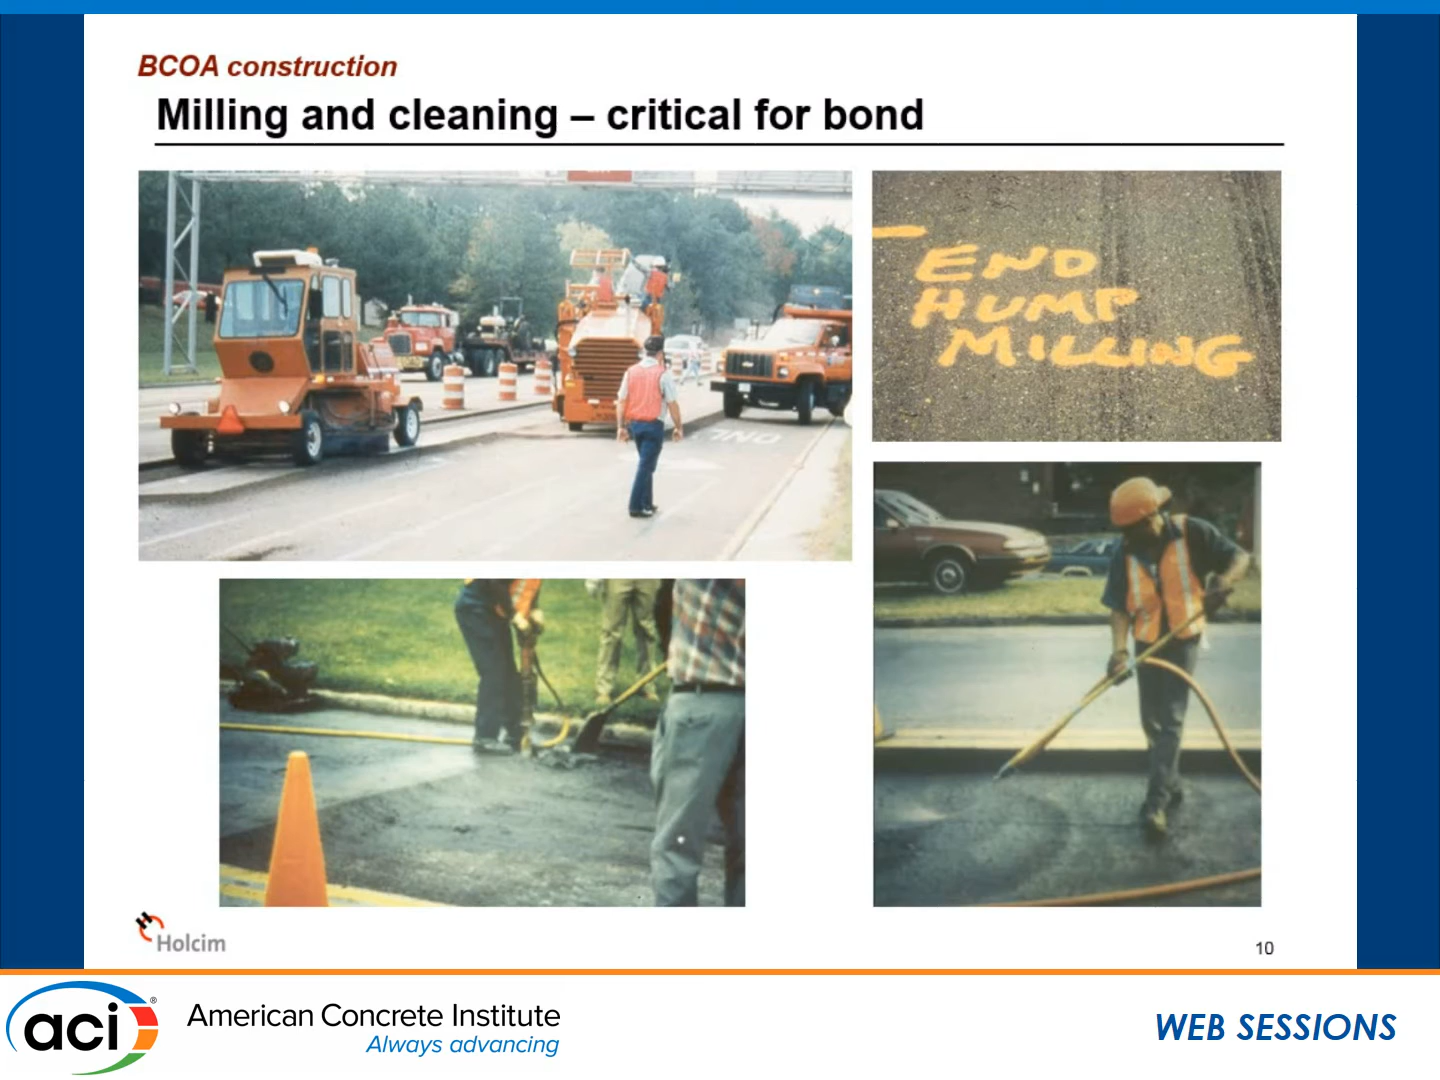 BCOA construction
Milling and cleaning – critical for bond
END
HUMP
MILLING
ONLY
Holcim
10
aci®
American Concrete Institute
Always advancing
WEB SESSIONS